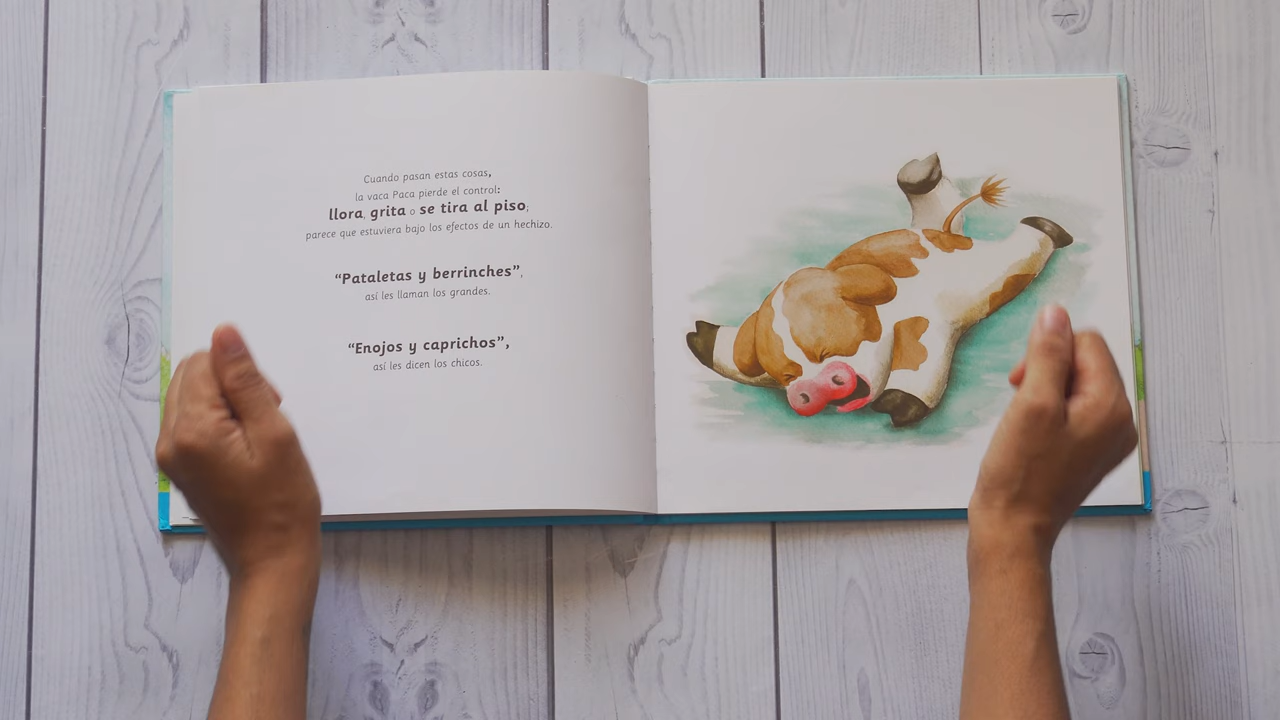 Cuando pasan estas cosas,
la vaca Paca pierde el control:
llora, grita o se tira al piso,
parece que estuviera bajo los efectos de un hechizo.
“Pataletas y berrinches”,
así les llaman los grandes.
“Enojos y caprichos”,
así les dicen los chicos.